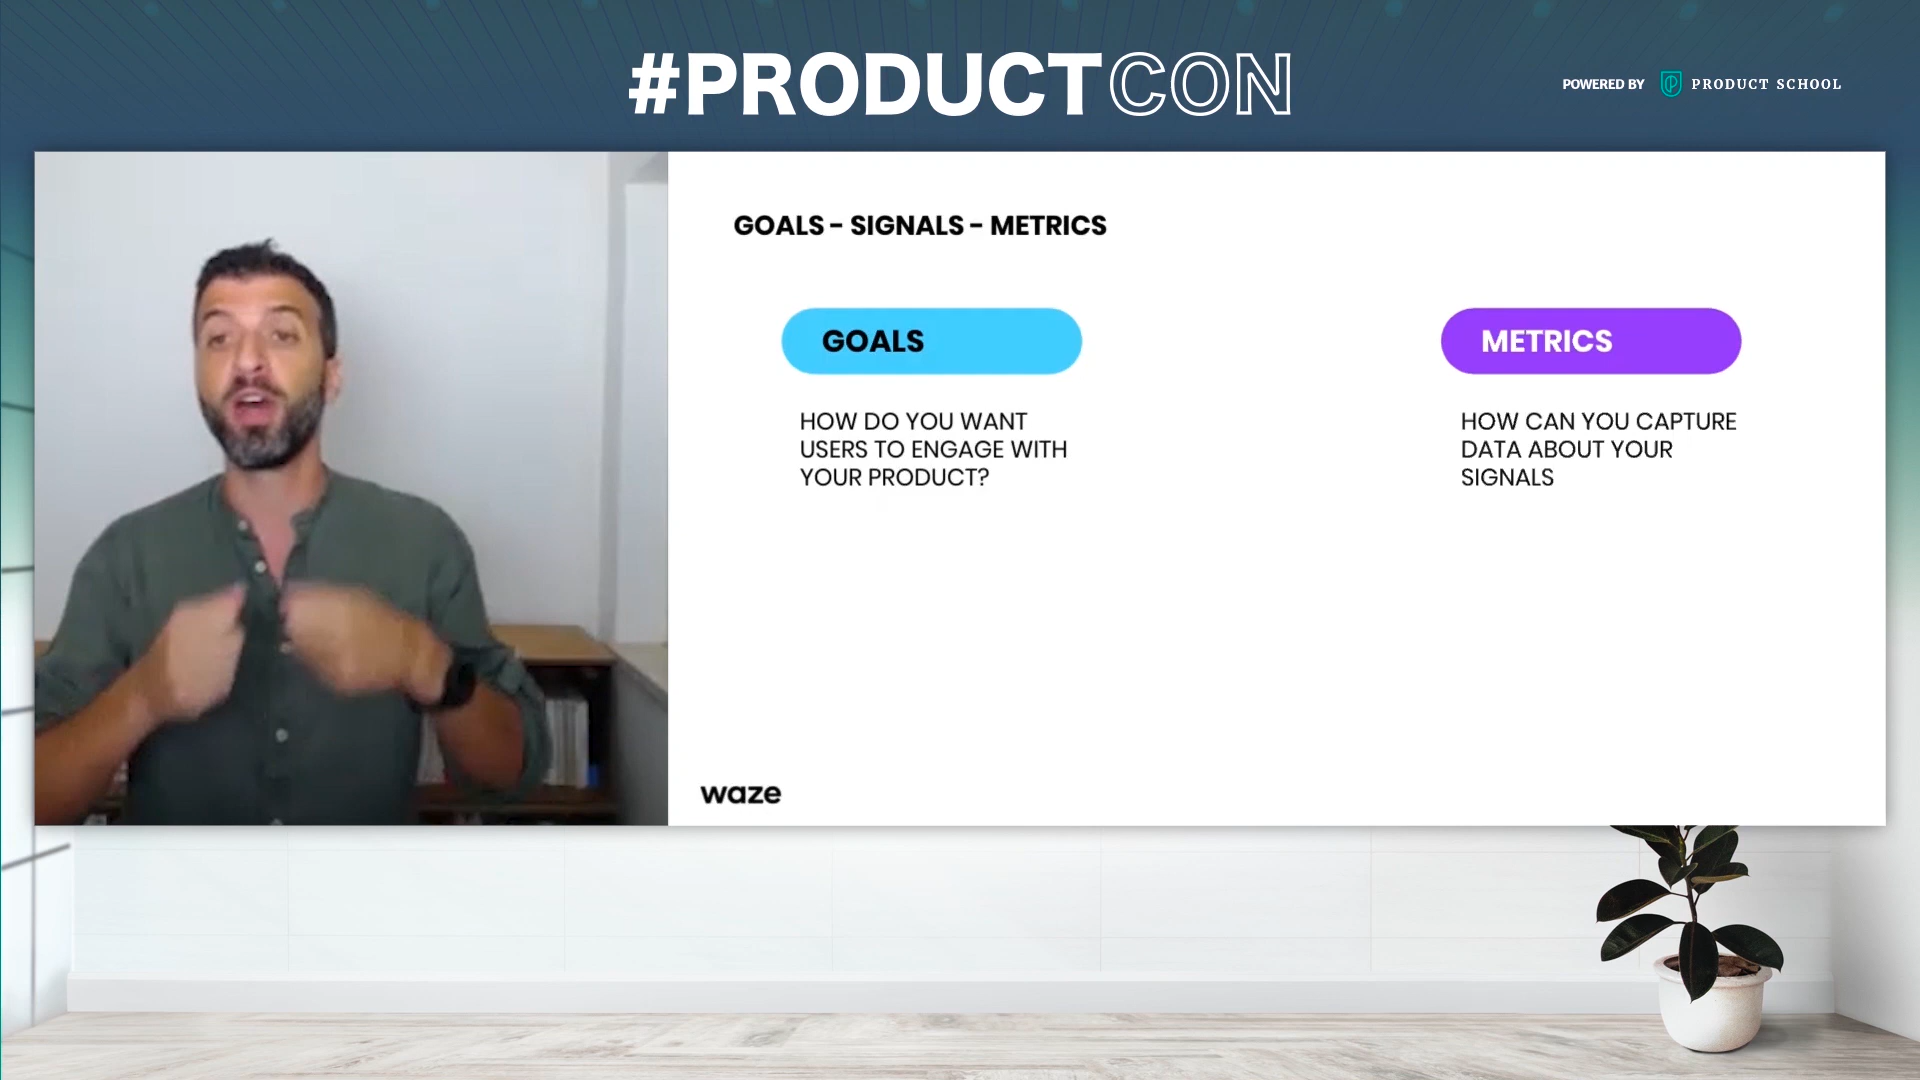 #PRODUCTCON
POWERED BY PRODUCT SCHOOL
GOALS - SIGNALS - METRICS
GOALS
HOW DO YOU WANT
USERS TO ENGAGE WITH
YOUR PRODUCT?
METRICS
HOW CAN YOU CAPTURE
DATA ABOUT YOUR
SIGNALS
waze